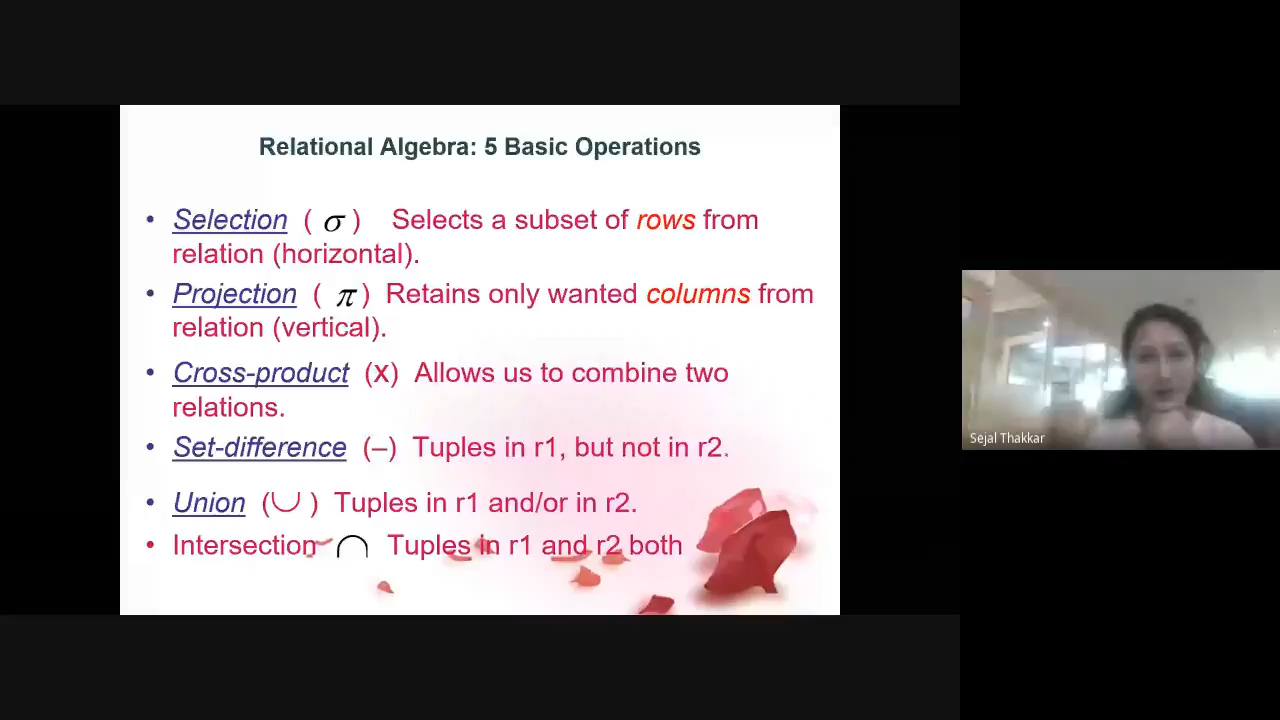 Relational Algebra: 5 Basic Operations
• Selection ( σ ) Selects a subset of rows from
relation (horizontal).
• Projection ( π ) Retains only wanted columns from
relation (vertical).
• Cross-product (x) Allows us to combine two
relations.
• Set-difference (–) Tuples in r1, but not in r2.
• Union (∪ ) Tuples in r1 and/or in r2.
• Intersection ∩ Tuples in r1 and r2 both
Sejal Thakkar